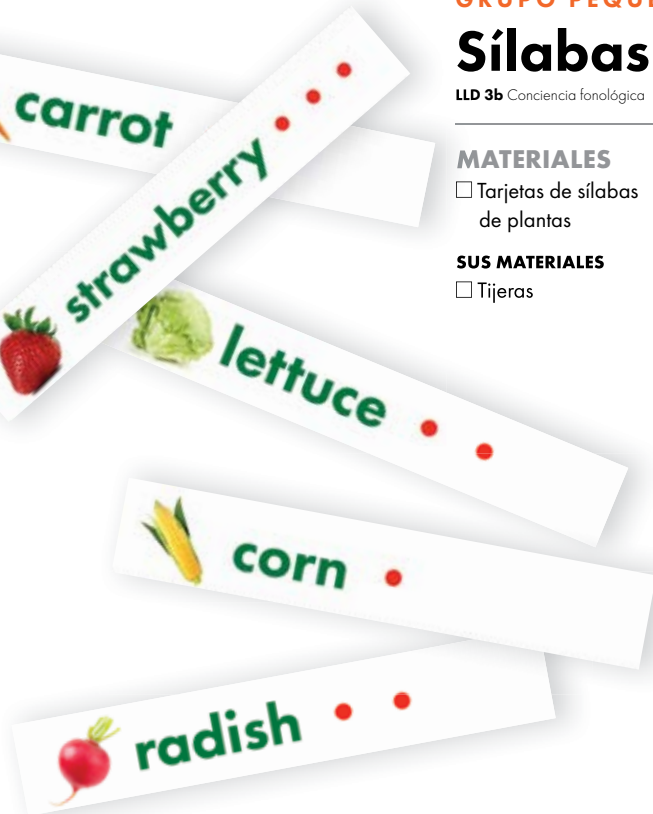 GRUPO PEQU
Sílabas
LLD 3b Conciencia fonológica
MATERIALES
Tarjetas de sílabas
de plantas
SUS MATERIALES
Tijeras
carrot
strawberry
lettuce
corn
radish